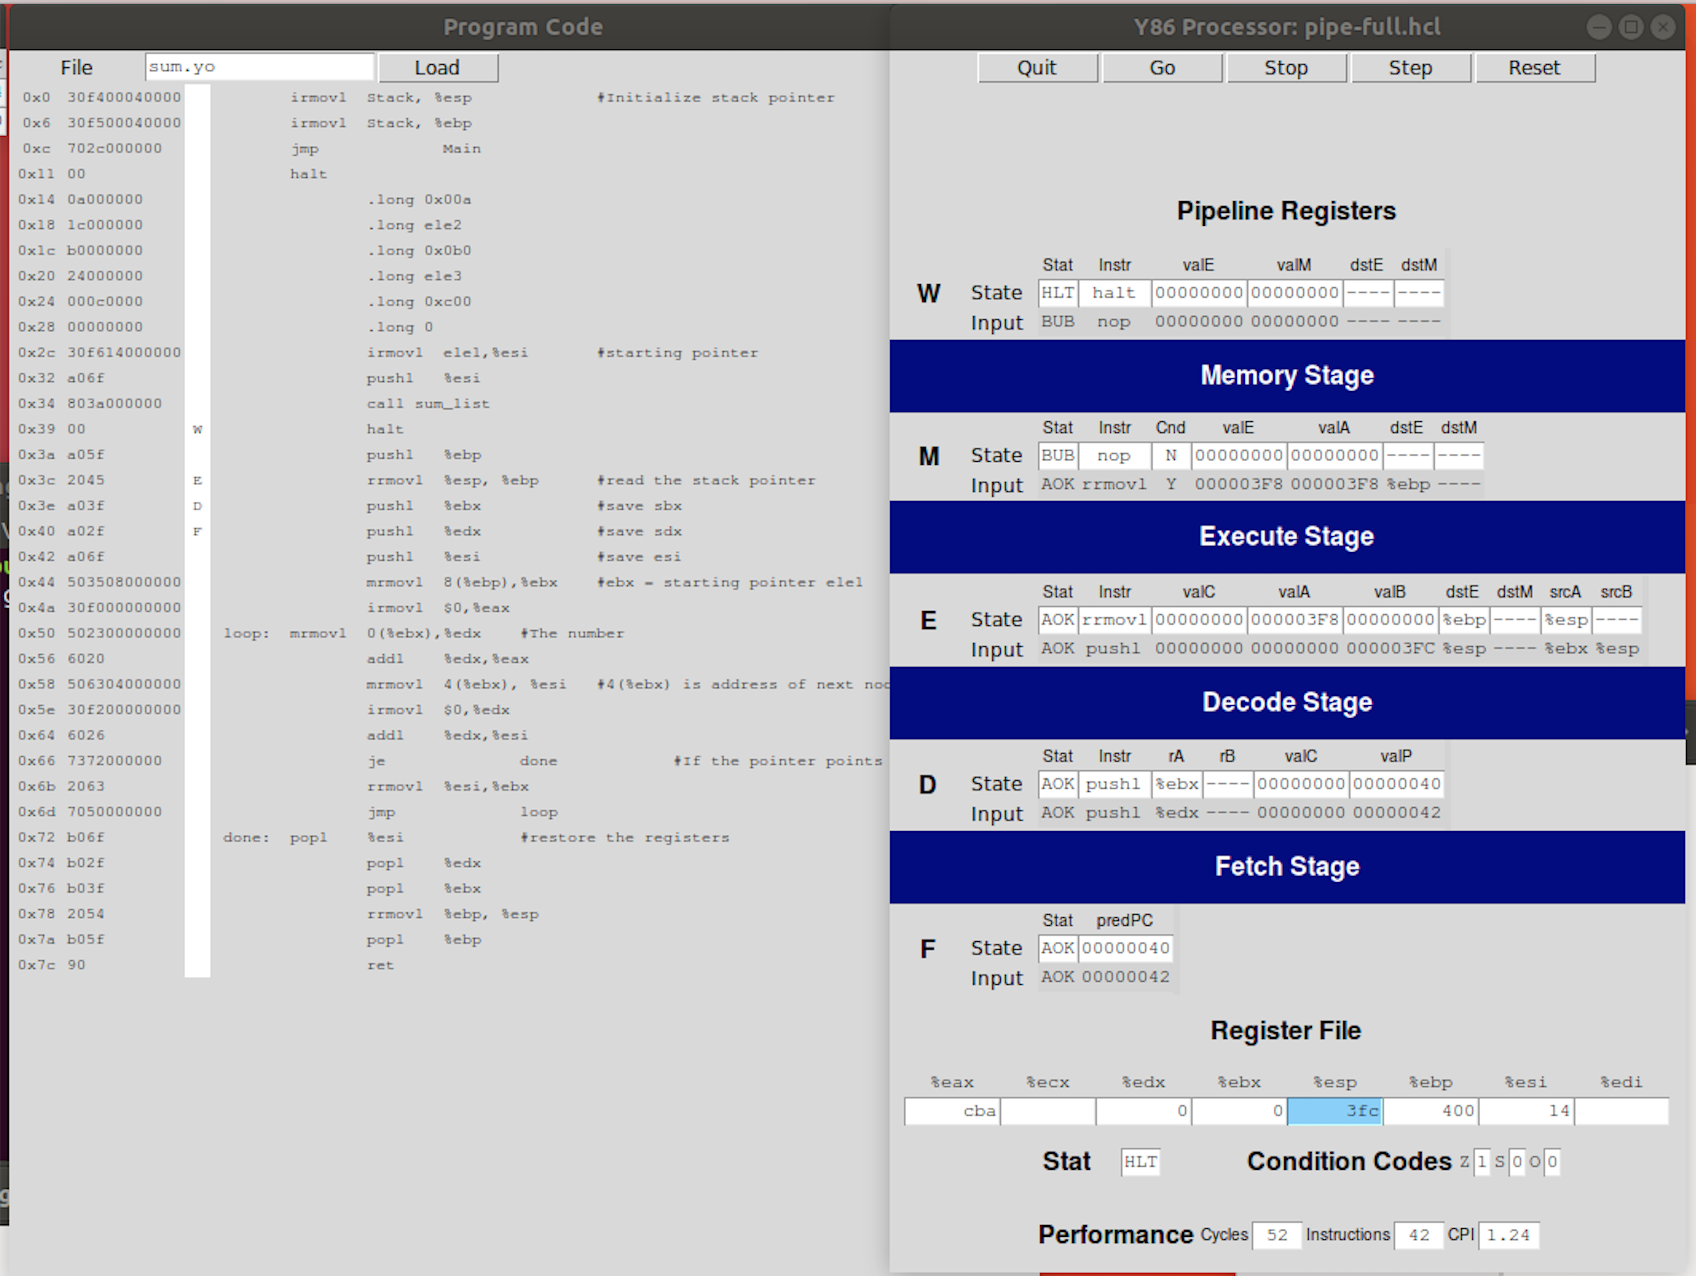 Program Code
File sum.yo Load
0x0 30f400040000 irmovl Stack, %esp #Initialize stack pointer
0x6 30f500040000 irmovl Stack, %ebp
0xc 702c000000 jmp Main
0x11 00 halt
0x14 0a000000 .long 0x00a
0x18 1c000000 .long ele2
0x1c b0000000 .long 0x0b0
0x20 24000000 .long ele3
0x24 000c0000 .long 0xc00
0x28 00000000 .long 0
0x2c 30f614000000 irmovl ele1,%esi #starting pointer
0x32 a06f pushl %esi
0x34 803a000000 call sum_list
0x39 00 W halt
0x3a a05f pushl %ebp
0x3c 2045 E rrmovl %esp, %ebp #read the stack pointer
0x3e a03f D pushl %ebx #save sbx
0x40 a02f F pushl %edx #save sdx
0x42 a06f pushl %esi #save esi
0x44 503508000000 mrmovl 8(%ebp),%ebx #ebx = starting pointer ele1
0x4a 30f000000000 irmovl $0,%eax
0x50 502300000000 loop: mrmovl 0(%ebx),%edx #The number
0x56 6020 addl %edx,%eax
0x58 506304000000 mrmovl 4(%ebx), %esi #4(%ebx) is address of next
0x5e 30f200000000 irmovl $0,%edx
0x64 6026 addl %edx,%esi
0x66 7372000000 je done #If the pointer points
0x6b 2063 rrmovl %esi,%ebx
0x6d 7050000000 jmp loop
0x72 b06f done: popl %esi #restore the registers
0x74 b02f popl %edx
0x76 b03f popl %ebx
0x78 2054 rrmovl %ebp, %esp
0x7a b05f popl %ebp
0x7c 90 ret
Y86 Processor: pipe-full.hcl
Quit Go Stop Step Reset
Pipeline Registers
Stat Instr valE valM dstE dstM
W State HLT halt 00000000 00000000 ---- ----
Input BUB nop 00000000 00000000 ---- ----
Memory Stage
Stat Instr Cnd valE valA dstE dstM
M State BUB nop N 00000000 00000000 ---- ----
Input AOK rrmovl Y 000003F8 000003F8 %ebp ----
Execute Stage
Stat Instr valC valA valB dstE dstM srcA srcB
E State AOK rrmovl 00000000 000003F8 00000000 %ebp ---- %esp ----
Input AOK pushl 00000000 00000000 000003FC %esp ---- %ebx %esp
Decode Stage
Stat Instr rA rB valC valP
D State AOK pushl %ebx ---- 00000000 00000040
Input AOK pushl %edx ---- 00000000 00000042
Fetch Stage
Stat predPC
F State AOK 00000040
Input AOK 00000042
Register File
%eax %ecx %edx %ebx %esp %ebp %esi %edi
cba 0 0 3fc 400 14
Stat HLT Condition Codes Z 1 S 0 O 0
Performance Cycles 52 Instructions 42 CPI 1.24